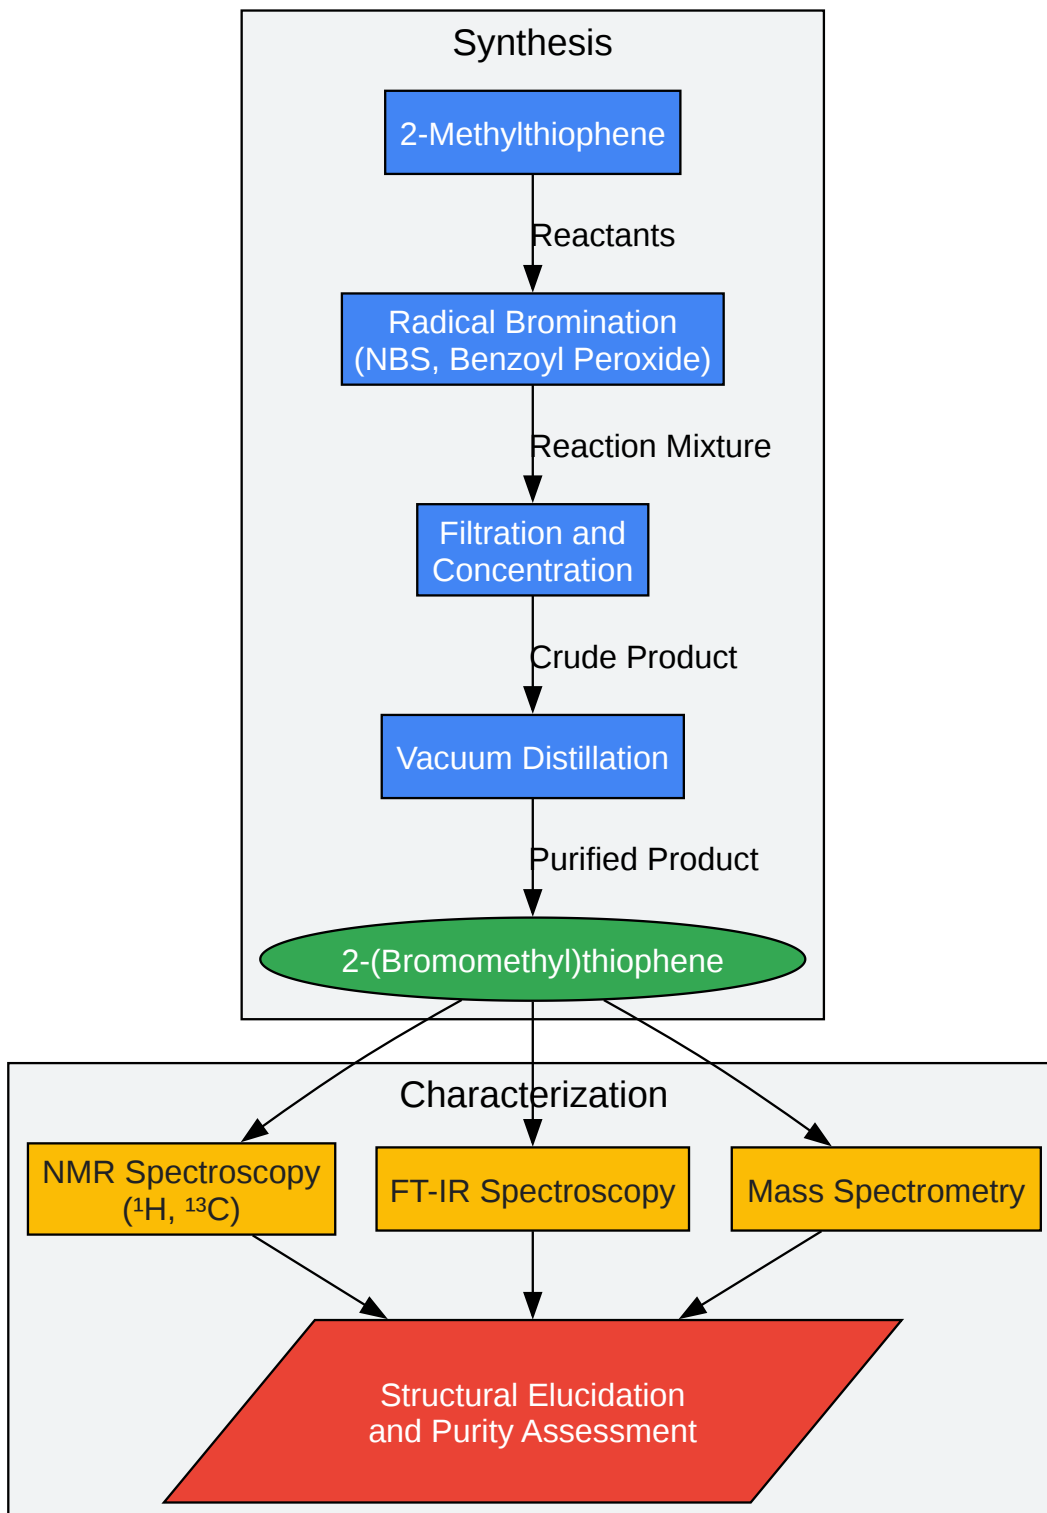 Synthesis
2-Methylthiophene
Reactants
Radical Bromination
(NBS, Benzoyl Peroxide)
Reaction Mixture
Filtration and
Concentration
Crude Product
Vacuum Distillation
Purified Product
2-(Bromomethyl)thiophene
Characterization
NMR Spectroscopy
(¹H, ¹³C)
FT-IR Spectroscopy
Mass Spectrometry
Structural Elucidation
and Purity Assessment